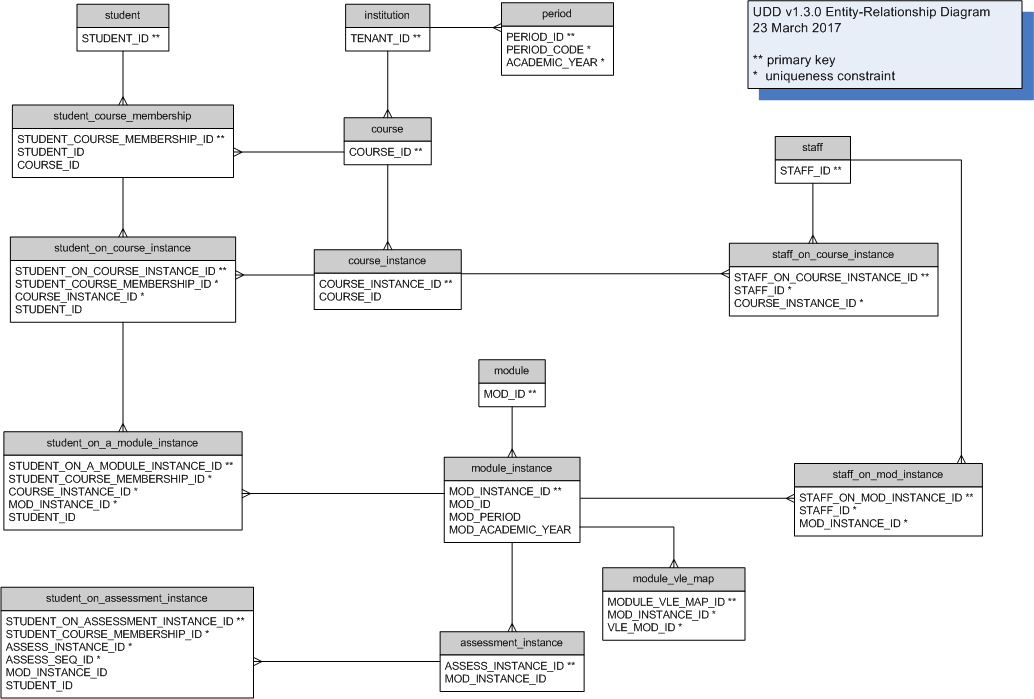 student
STUDENT_ID **
institution
TENANT_ID **
period
PERIOD_ID **
PERIOD_CODE *
ACADEMIC_YEAR *
UDD v1.3.0 Entity-Relationship Diagram
23 March 2017
** primary key
* uniqueness constraint
student_course_membership
STUDENT_COURSE_MEMBERSHIP_ID **
STUDENT_ID
COURSE_ID
course
COURSE_ID **
staff
STAFF_ID **
student_on_course_instance
STUDENT_ON_COURSE_INSTANCE_ID **
STUDENT_COURSE_MEMBERSHIP_ID *
COURSE_INSTANCE_ID *
STUDENT_ID
course_instance
COURSE_INSTANCE_ID **
COURSE_ID
staff_on_course_instance
STAFF_ON_COURSE_INSTANCE_ID **
STAFF_ID *
COURSE_INSTANCE_ID *
module
MOD_ID **
student_on_a_module_instance
STUDENT_ON_A_MODULE_INSTANCE_ID **
STUDENT_COURSE_MEMBERSHIP_ID *
COURSE_INSTANCE_ID *
MOD_INSTANCE_ID *
STUDENT_ID
module_instance
MOD_INSTANCE_ID **
MOD_ID
MOD_PERIOD
MOD_ACADEMIC_YEAR
staff_on_mod_instance
STAFF_ON_MOD_INSTANCE_ID **
STAFF_ID *
MOD_INSTANCE_ID *
module_vle_map
MODULE_VLE_MAP_ID **
MOD_INSTANCE_ID *
VLE_MOD_ID *
student_on_assessment_instance
STUDENT_ON_ASSESSMENT_INSTANCE_ID **
STUDENT_COURSE_MEMBERSHIP_ID *
ASSESS_INSTANCE_ID *
ASSESS_SEQ_ID *
MOD_INSTANCE_ID
STUDENT_ID
assessment_instance
ASSESS_INSTANCE_ID **
MOD_INSTANCE_ID